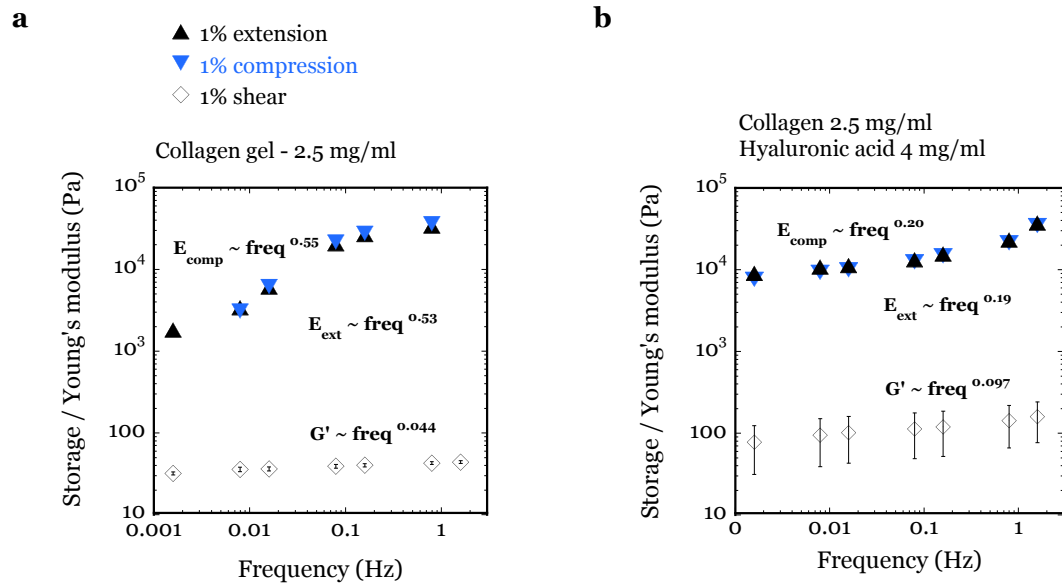 a
1% extension
1% compression
1% shear
Collagen gel - 2.5 mg/ml
Storage / Young's modulus (Pa)
10^5
10^4
10^3
100
10
E_comp ~ freq^0.55
E_ext ~ freq^0.53
G' ~ freq^0.044
0.001
0.01
0.1
1
Frequency (Hz)
b
Collagen 2.5 mg/ml
Hyaluronic acid 4 mg/ml
Storage / Young's modulus (Pa)
10^5
10^4
10^3
100
10
E_comp ~ freq^0.20
E_ext ~ freq^0.19
G' ~ freq^0.097
0
0.01
0.1
1
Frequency (Hz)